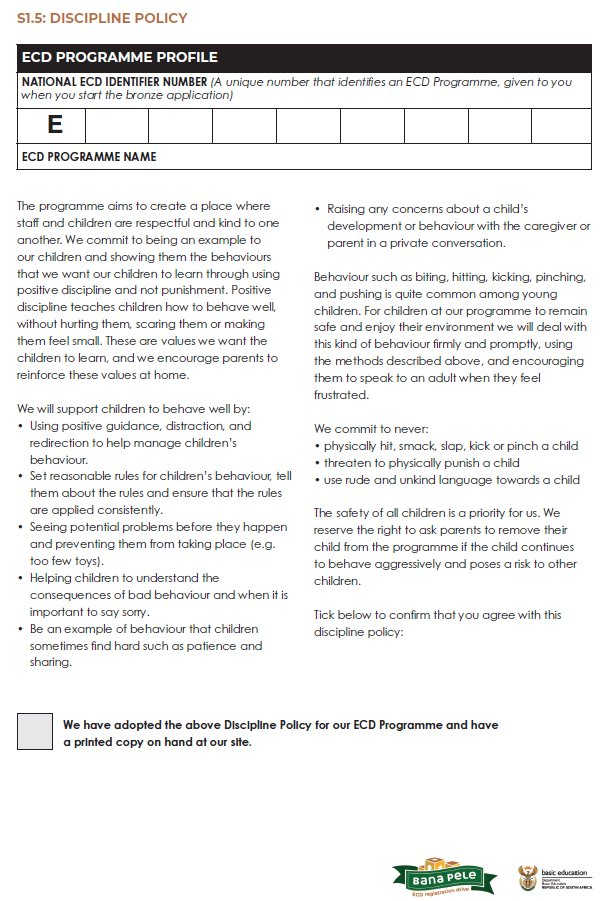 S1.5: DISCIPLINE POLICY
ECD PROGRAMME PROFILE
NATIONAL ECD IDENTIFIER NUMBER (A unique number that identifies an ECD Programme, given to you
when you start the bronze application)
E
ECD PROGRAMME NAME
The programme aims to create a place where
staff and children are respectful and kind to one
another. We commit to being an example to
our children and showing them the behaviours
that we want our children to learn through using
positive discipline and not punishment. Positive
discipline teaches children how to behave well,
without hurting them, scaring them or making
them feel small. These are values we want the
children to learn, and we encourage parents to
reinforce these values at home.
We will support children to behave well by:
• Using positive guidance, distraction, and
redirection to help manage children's
behaviour.
• Set reasonable rules for children's behaviour, tell
them about the rules and ensure that the rules
are applied consistently.
• Seeing potential problems before they happen
and preventing them from taking place (e.g.
too few toys).
• Helping children to understand the
consequences of bad behaviour and when it is
important to say sorry.
• Be an example of behaviour that children
sometimes find hard such as patience and
sharing.
• Raising any concerns about a child's
development or behaviour with the caregiver or
parent in a private conversation.
Behaviour such as biting, hitting, kicking, pinching,
and pushing is quite common among young
children. For children at our programme to remain
safe and enjoy their environment we will deal with
this kind of behaviour firmly and promptly, using
the methods described above, and encouraging
them to speak to an adult when they feel
frustrated.
We commit to never:
• physically hit, smack, slap, kick or pinch a child
• threaten to physically punish a child
• use rude and unkind language towards a child
The safety of all children is a priority for us. We
reserve the right to ask parents to remove their
child from the programme if the child continues
to behave aggressively and poses a risk to other
children.
Tick below to confirm that you agree with this
discipline policy:
We have adopted the above Discipline Policy for our ECD Programme and have
a printed copy on hand at our site.
BANA PELE
ECD registration drive
basic education
Department:
Basic Education
REPUBLIC OF SOUTH AFRICA